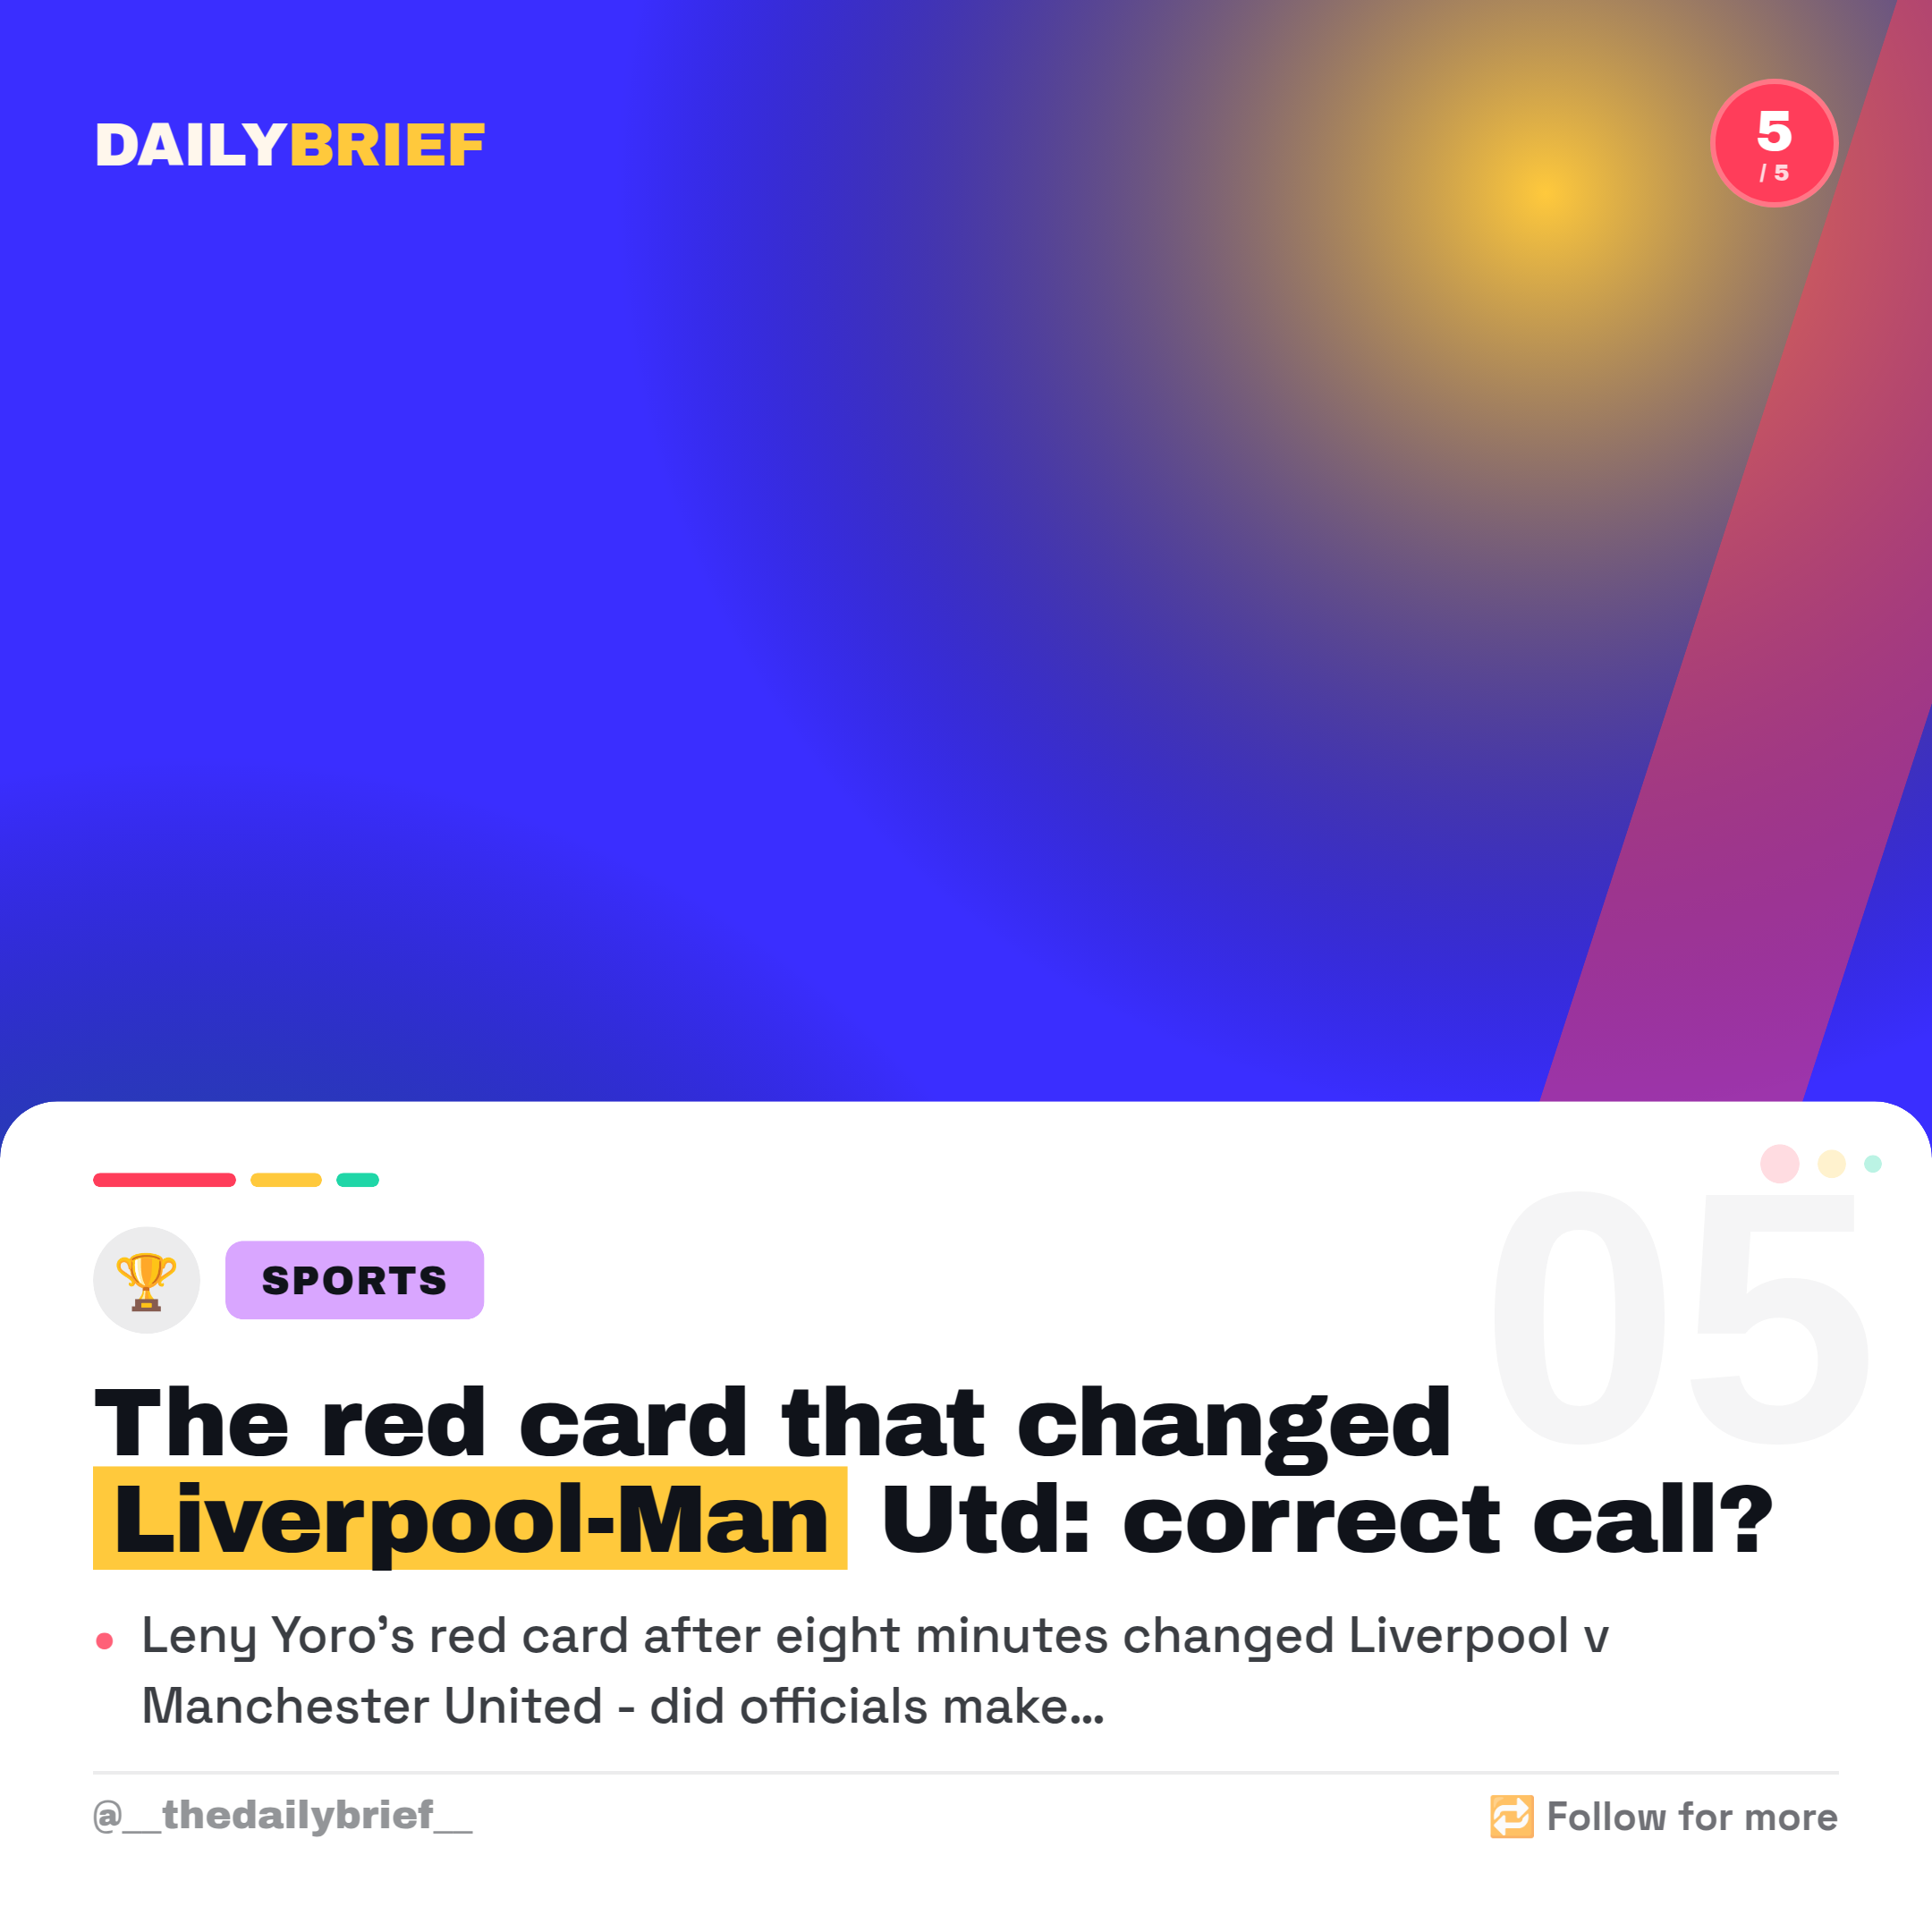 DAILYBRIEF
5
/ 5
05
🏆 SPORTS
The red card that changed
Liverpool-Man Utd: correct call?
• Leny Yoro’s red card after eight minutes changed Liverpool v
Manchester United - did officials make…
@__thedailybrief__
🔁 Follow for more